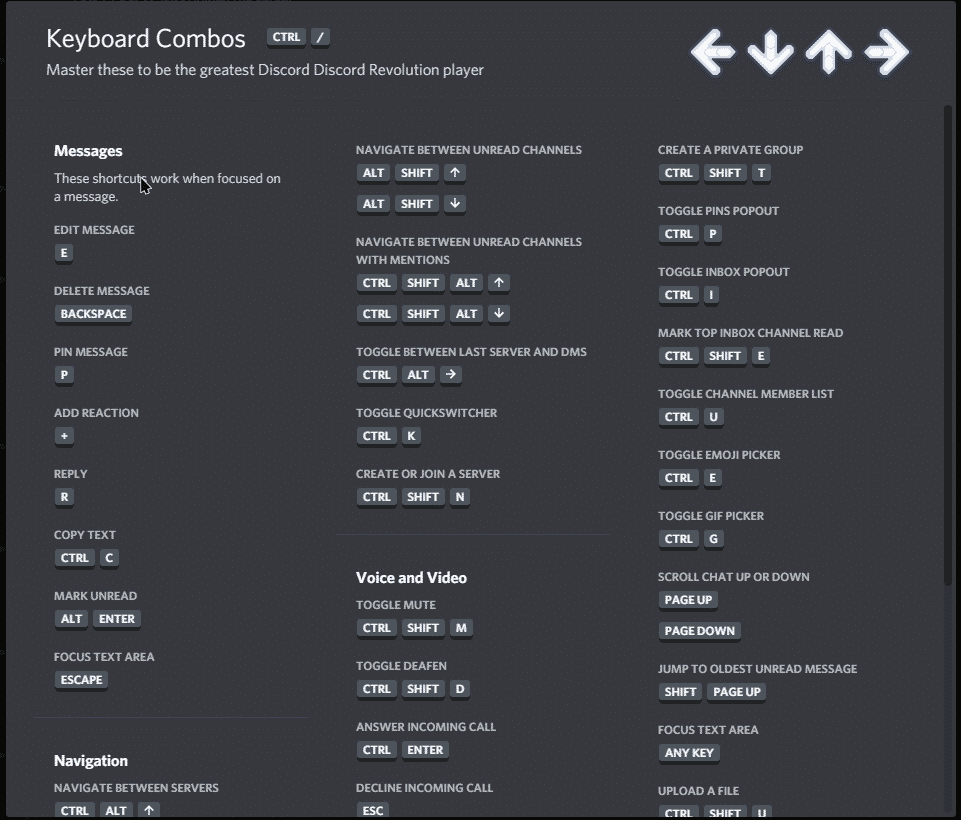 Keyboard Combos CTRL /
Master these to be the greatest Discord Discord Revolution player
Messages
These shortcuts work when focused on
a message.
EDIT MESSAGE
E
DELETE MESSAGE
BACKSPACE
PIN MESSAGE
P
ADD REACTION
+
REPLY
R
COPY TEXT
CTRL C
MARK UNREAD
ALT ENTER
FOCUS TEXT AREA
ESCAPE
Navigation
NAVIGATE BETWEEN SERVERS
CTRL ALT ↑
NAVIGATE BETWEEN UNREAD CHANNELS
ALT SHIFT ↑
ALT SHIFT ↓
NAVIGATE BETWEEN UNREAD CHANNELS
WITH MENTIONS
CTRL SHIFT ALT ↑
CTRL SHIFT ALT ↓
TOGGLE BETWEEN LAST SERVER AND DMS
CTRL ALT →
TOGGLE QUICKSWITCHER
CTRL K
CREATE OR JOIN A SERVER
CTRL SHIFT N
Voice and Video
TOGGLE MUTE
CTRL SHIFT M
TOGGLE DEAFEN
CTRL SHIFT D
ANSWER INCOMING CALL
CTRL ENTER
DECLINE INCOMING CALL
ESC
CREATE A PRIVATE GROUP
CTRL SHIFT T
TOGGLE PINS POPOUT
CTRL P
TOGGLE INBOX POPOUT
CTRL I
MARK TOP INBOX CHANNEL READ
CTRL SHIFT E
TOGGLE CHANNEL MEMBER LIST
CTRL U
TOGGLE EMOJI PICKER
CTRL E
TOGGLE GIF PICKER
CTRL G
SCROLL CHAT UP OR DOWN
PAGE UP
PAGE DOWN
JUMP TO OLDEST UNREAD MESSAGE
SHIFT PAGE UP
FOCUS TEXT AREA
ANY KEY
UPLOAD A FILE
CTRL SHIFT U